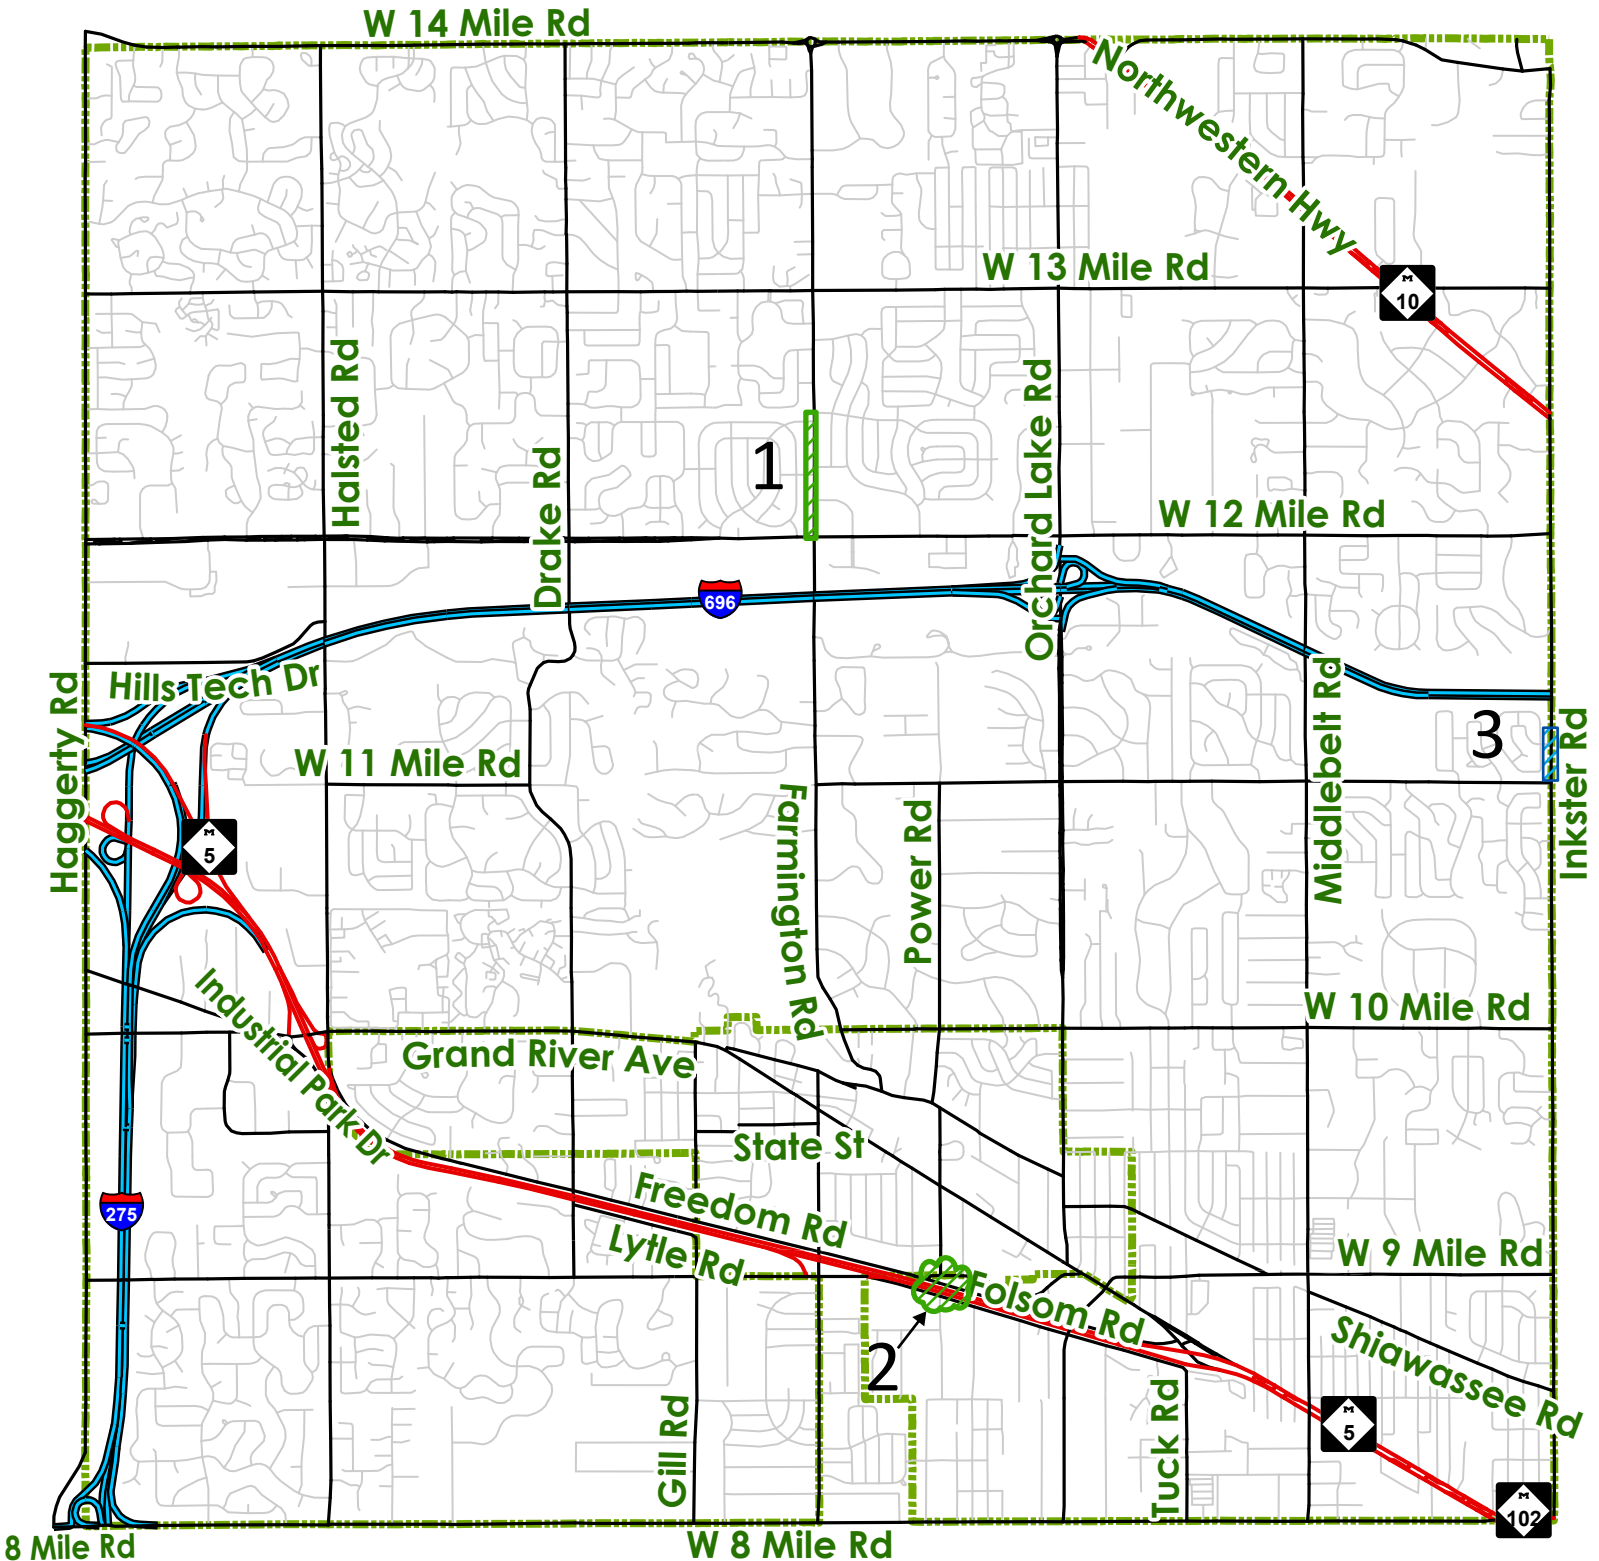 W 14 Mile Rd
Northwestern Hwy
W 13 Mile Rd
M
10
Halsted Rd
Drake Rd
1
Orchard Lake Rd
W 12 Mile Rd
696
Hills Tech Dr
Haggerty Rd
W 11 Mile Rd
Middlebelt Rd
3
Inkster Rd
M
5
Farmington Rd
Power Rd
Industrial Park Dr
W 10 Mile Rd
Grand River Ave
State St
275
Freedom Rd
Lytle Rd
W 9 Mile Rd
Folsom Rd
2
Shiawassee Rd
Gill Rd
Tuck Rd
M
5
M
102
8 Mile Rd
W 8 Mile Rd